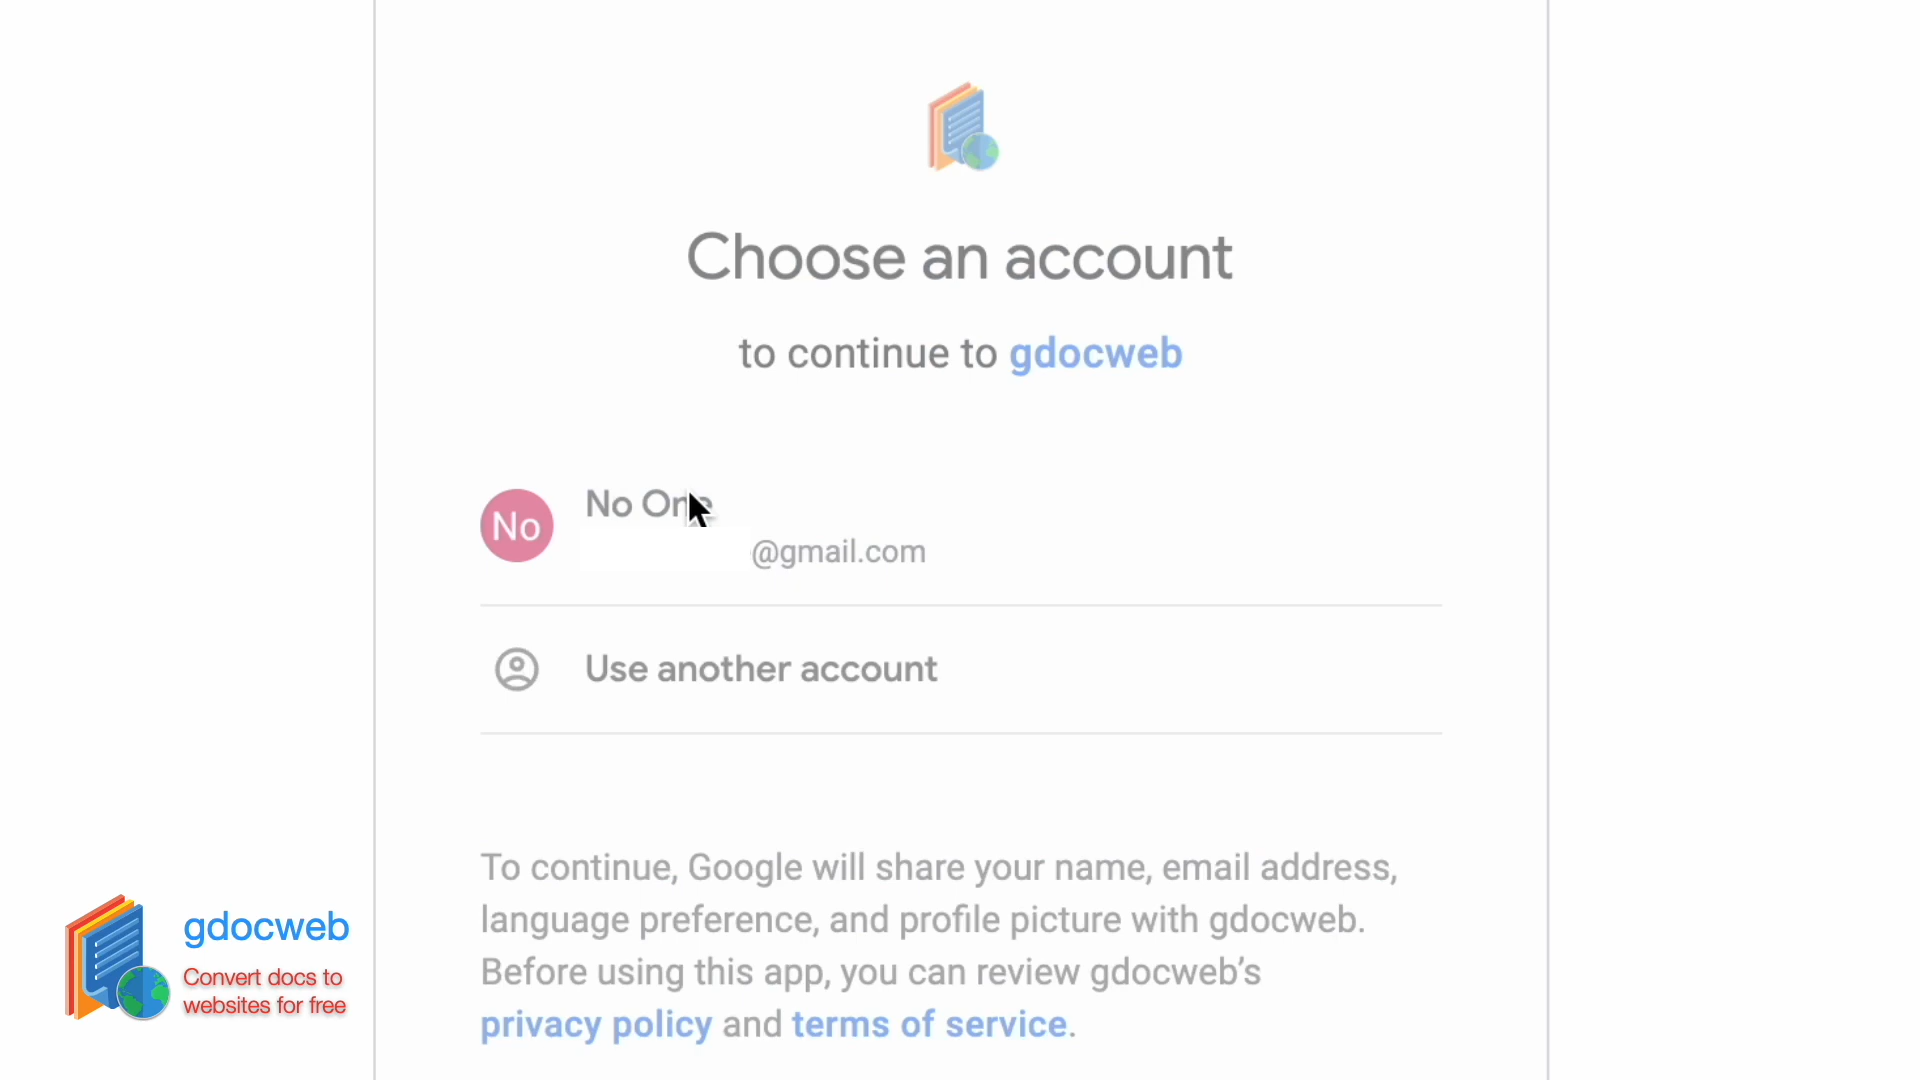 Choose an account
to continue to gdocweb
No
No One
@gmail.com
Use another account
To continue, Google will share your name, email address,
language preference, and profile picture with gdocweb.
Before using this app, you can review gdocweb’s
privacy policy and terms of service.
gdocweb
Convert docs to
websites for free